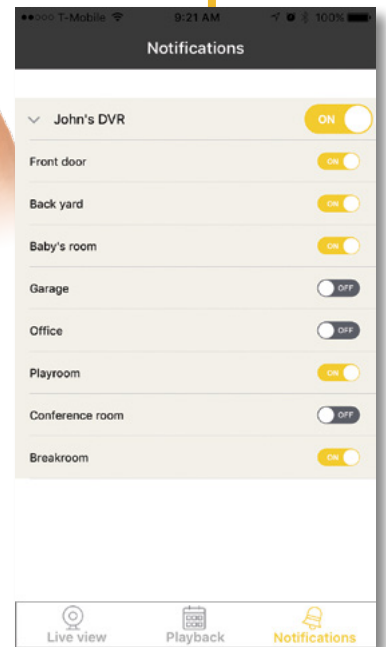 T-Mobile 9:21 AM 100%
Notifications
John's DVR ON
Front door ON
Back yard ON
Baby's room ON
Garage OFF
Office OFF
Playroom ON
Conference room OFF
Breakroom ON
Live view Playback Notifications